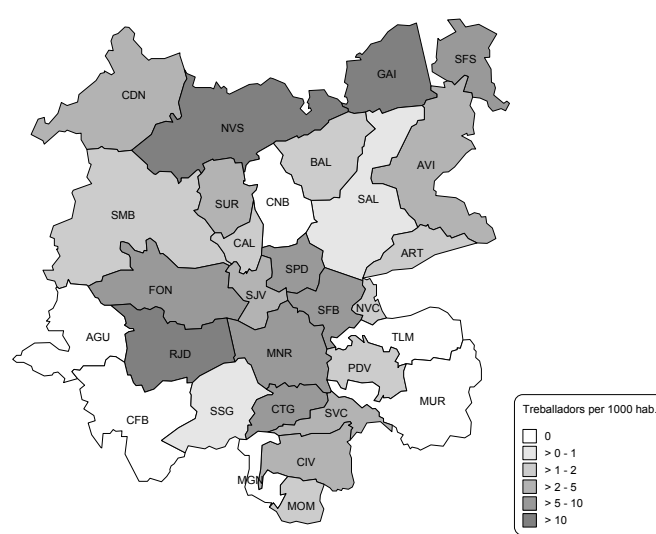 SFS
GAI
CDN
NVS
BAL
AVI
SAL
SUR
CNB
SMB
CAL
ART
SPD
FON
SJV
SFB
NVC
AGU
TLM
RJD
MNR
PDV
MUR
SSG
CTG
SVC
CFB
CIV
MGN
MOM
Treballadors per 1000 hab.
0
> 0 - 1
> 1 - 2
> 2 - 5
> 5 - 10
> 10